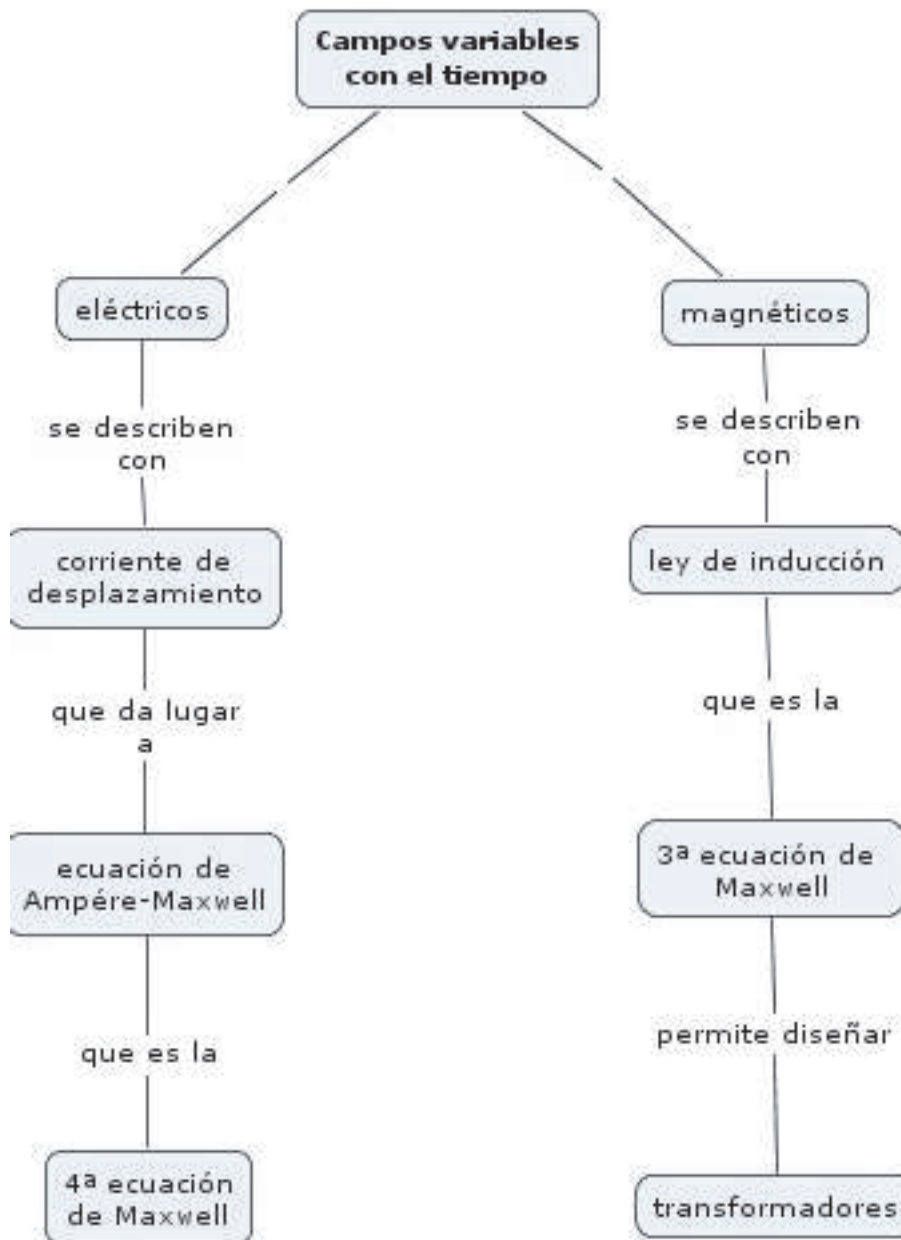 Campos variables
con el tiempo
eléctricos
se describen
con
corriente de
desplazamiento
que da lugar
a
ecuación de
Ampére-Maxwell
que es la
4ª ecuación
de Maxwell
magnéticos
se describen
con
ley de inducción
que es la
3ª ecuación de
Maxwell
permite diseñar
transformadores